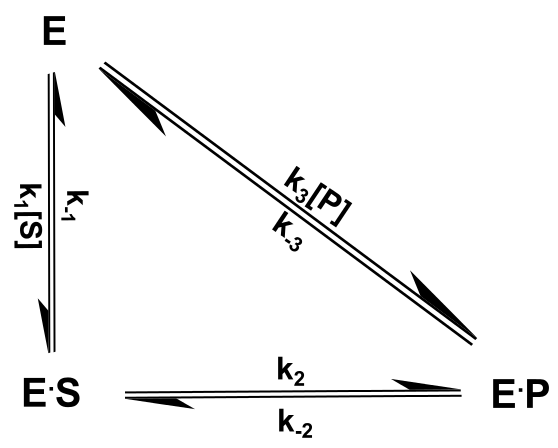 E
k₃[P]
k₋₃
k₁[S]
k₋₁
E·S
k₂
k₋₂
E·P